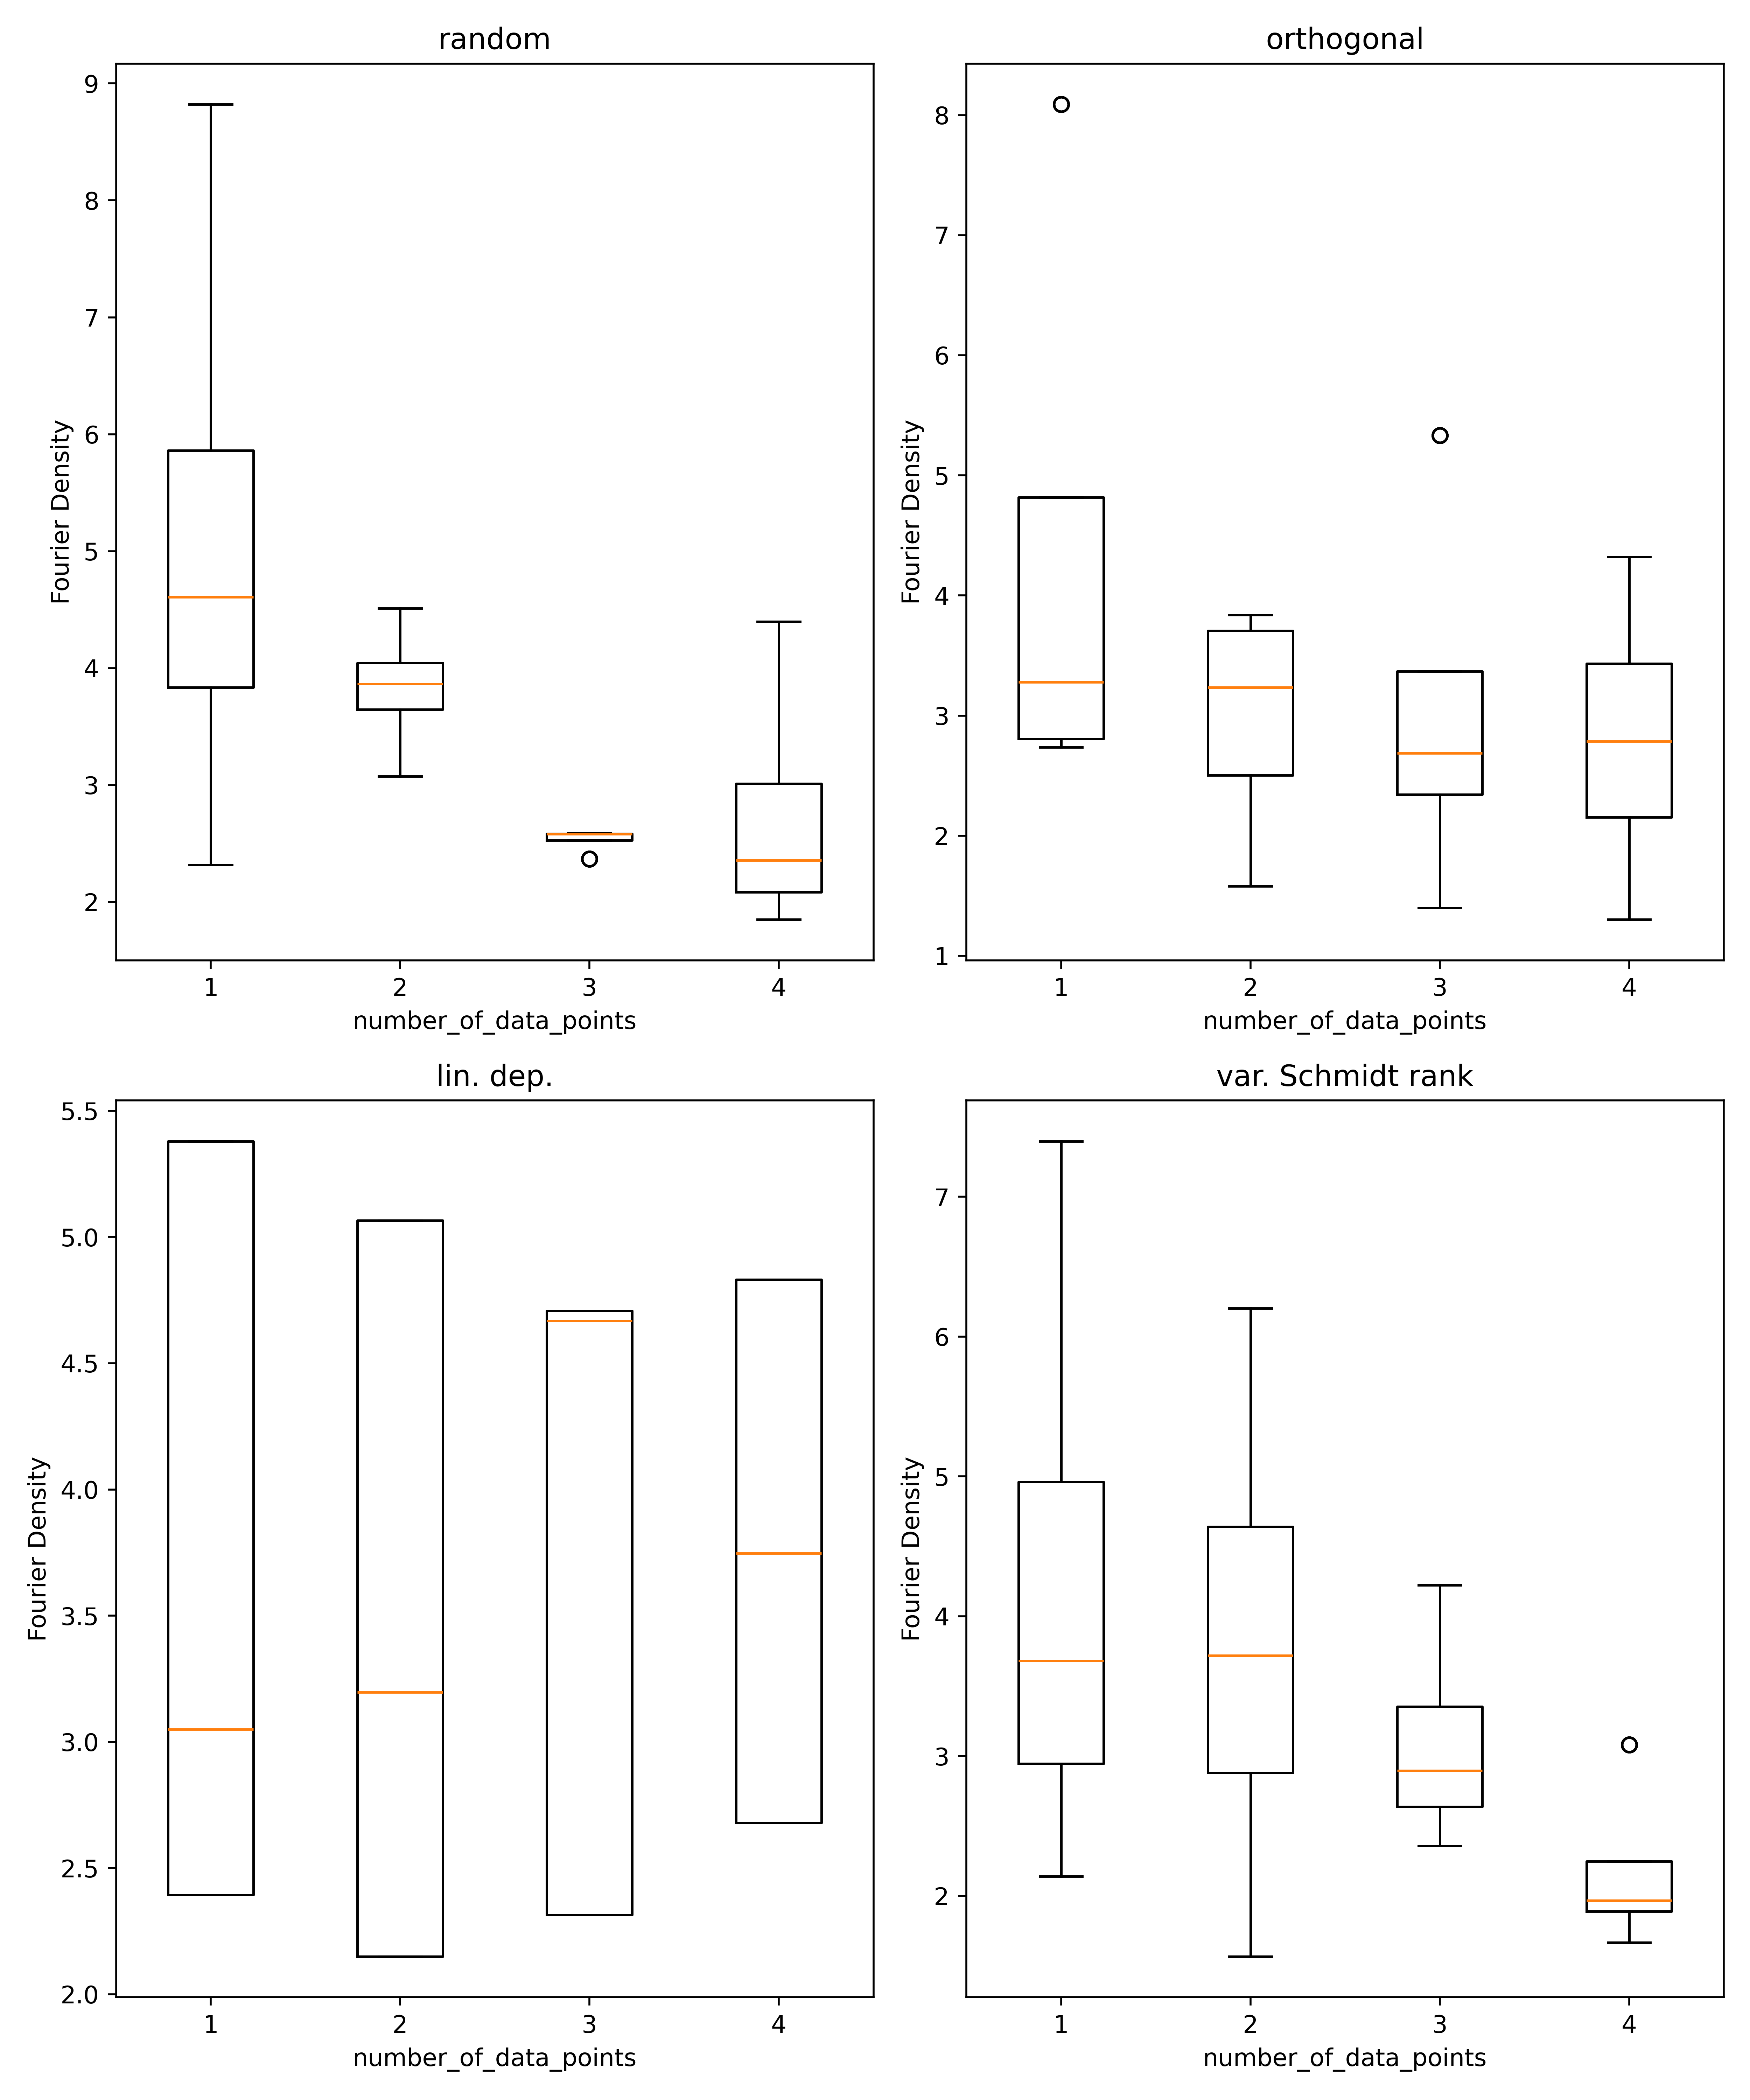 random
9
8
7
6
5
4
3
2
Fourier Density
1 2 3 4
number_of_data_points
orthogonal
8
7
6
5
4
3
2
1
Fourier Density
1 2 3 4
number_of_data_points
lin. dep.
5.5
5.0
4.5
4.0
3.5
3.0
2.5
2.0
Fourier Density
1 2 3 4
number_of_data_points
var. Schmidt rank
7
6
5
4
3
2
Fourier Density
1 2 3 4
number_of_data_points